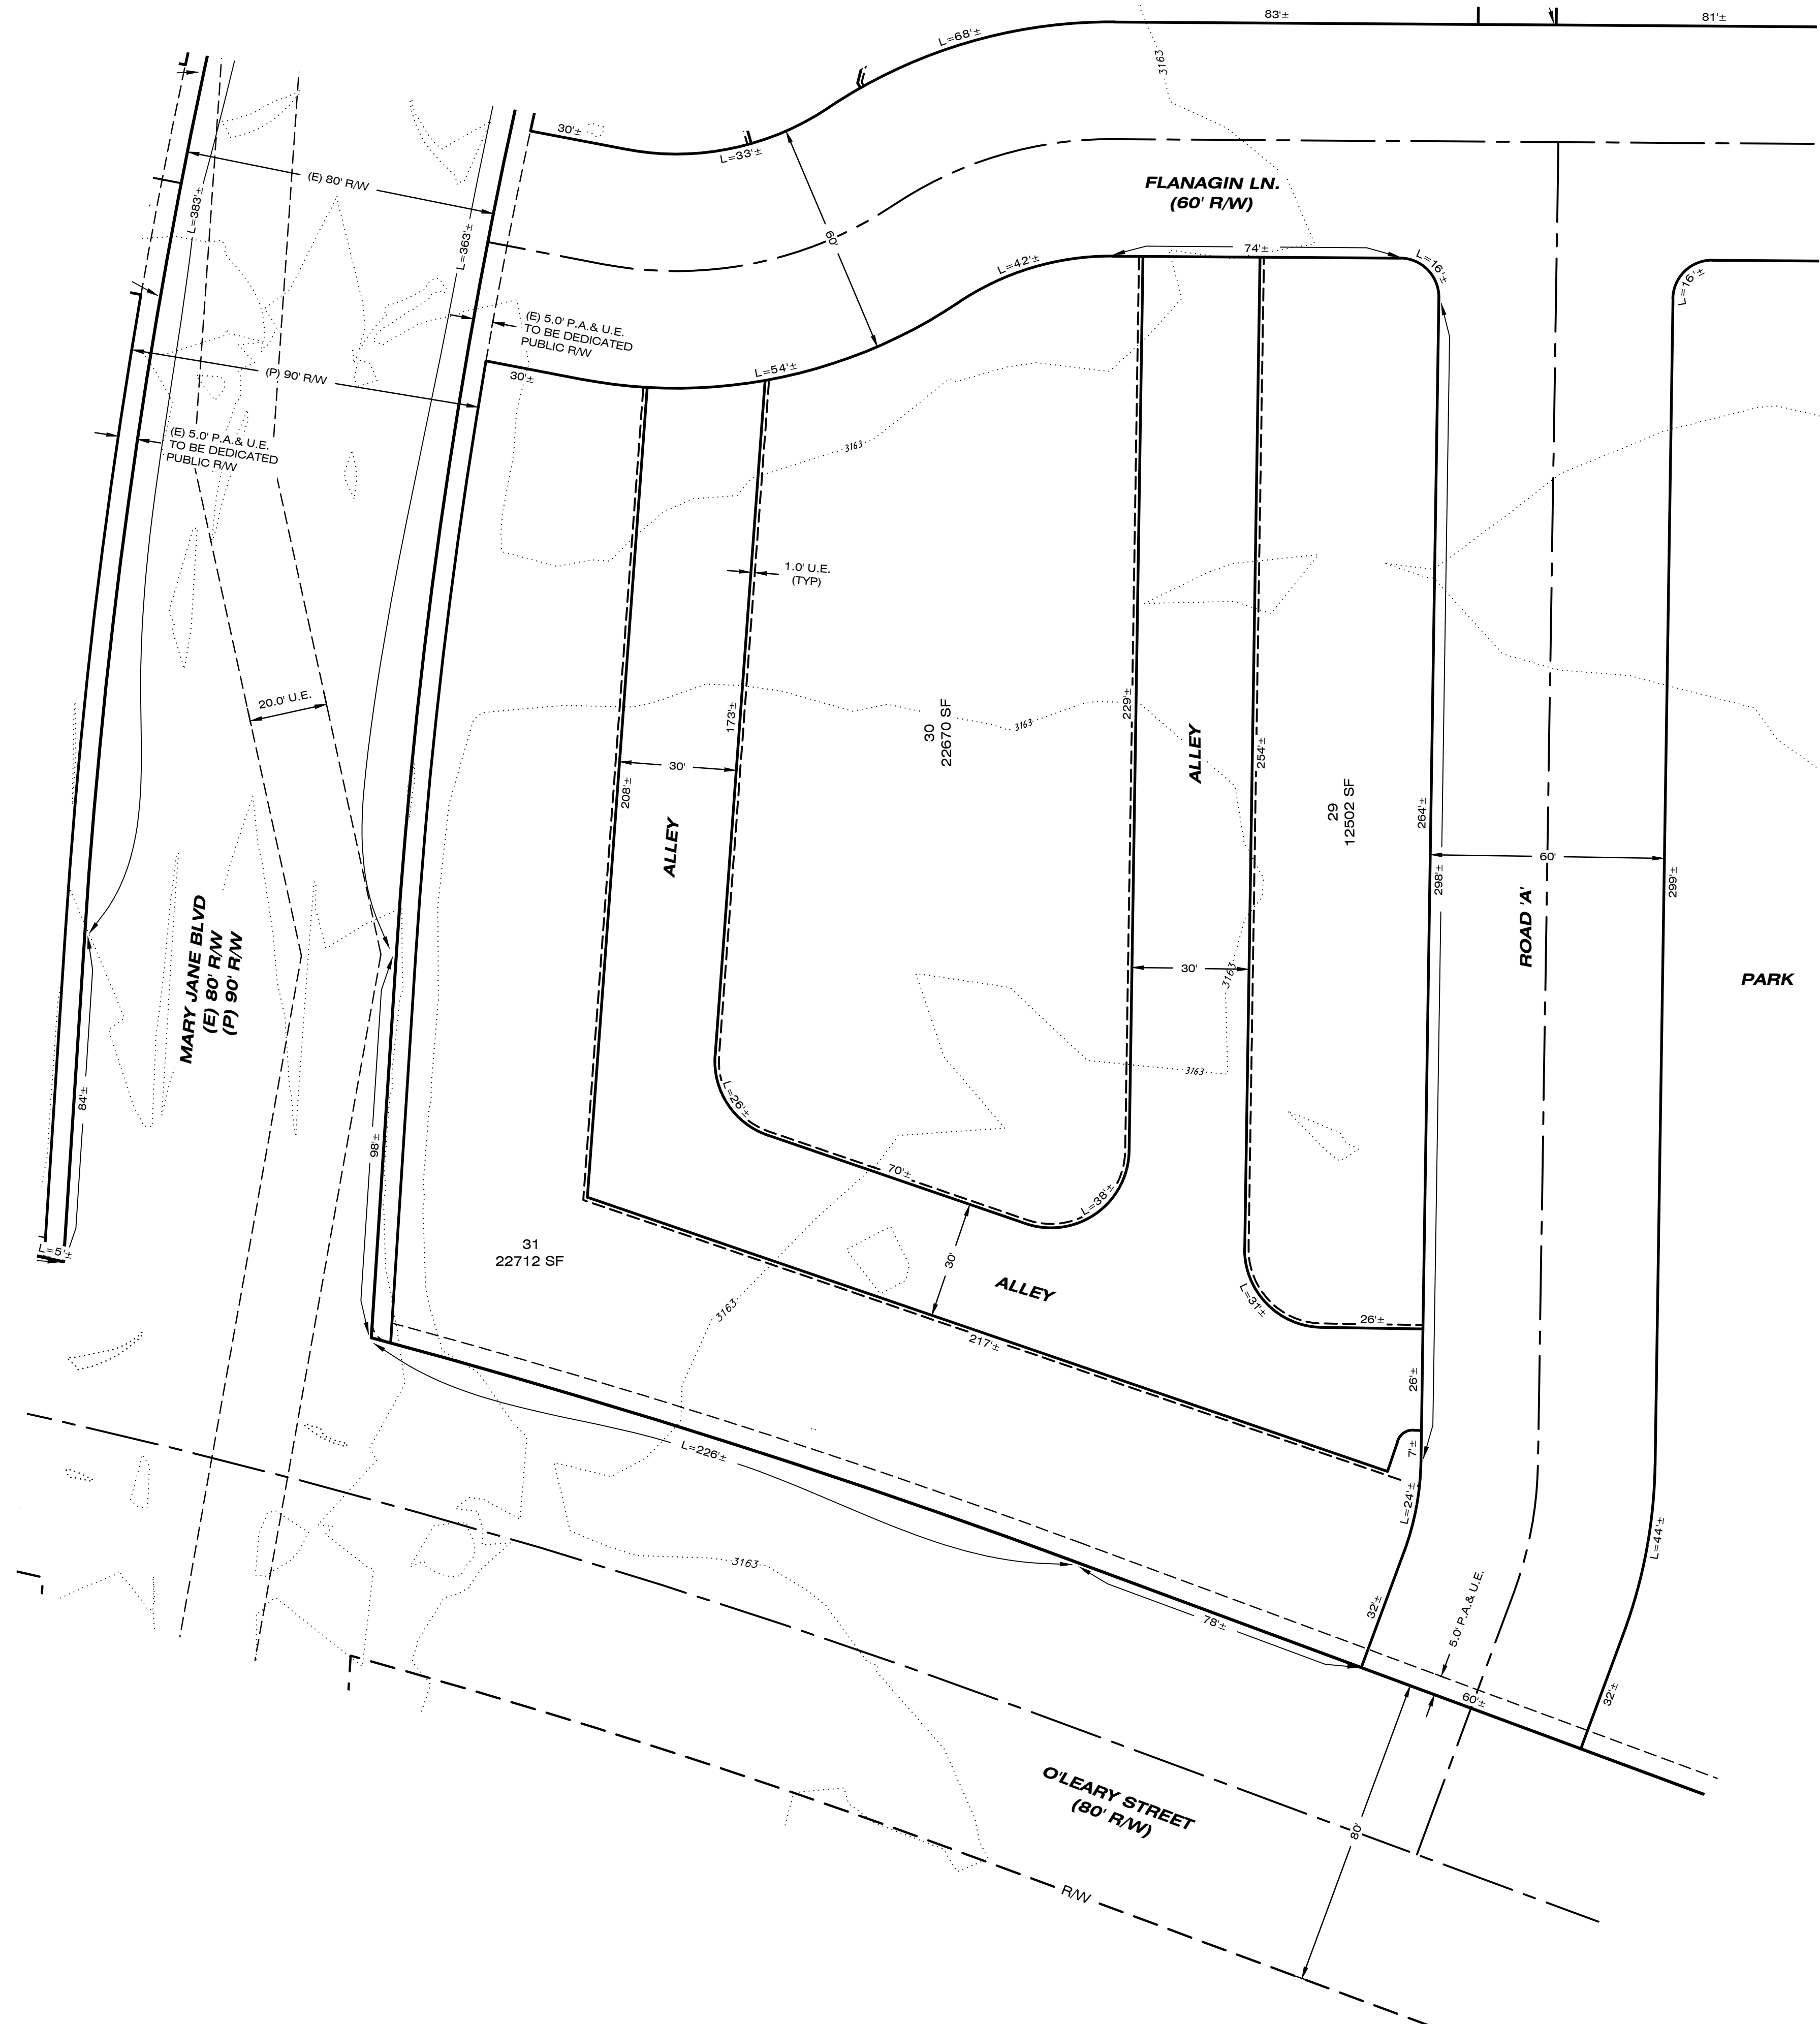 83'±
81'±
L=68'±
3163
30'±
L=33'±
(E) 80' R/W
L=383'±
L=363'±
60'
FLANAGIN LN.
(60' R/W)
74'±
L=16'±
L=16'±
L=42'±
(E) 5.0' P.A.& U.E.
TO BE DEDICATED
PUBLIC R/W
(P) 90' R/W
30'±
L=54'±
(E) 5.0' P.A.& U.E.
TO BE DEDICATED
PUBLIC R/W
3163
1.0' U.E.
(TYP)
20.0' U.E.
173'±
30
22670 SF
3163
229'±
ALLEY
254'±
30'
208'±
ALLEY
29
12502 SF
264'±
60'
298'±
299'±
ROAD 'A'
PARK
30'
3163
MARY JANE BLVD
(E) 80' R/W
(P) 90' R/W
3163
84'±
98'±
L=26'±
70'±
L=38'±
L=5'±
31
22712 SF
30'
ALLEY
3163
L=31'±
26'±
217'±
26'±
L=226'±
7'±
L=24'±
L=44'±
3163
78'±
32'±
5.0' P.A.& U.E.
60'±
32'±
O'LEARY STREET
(80' R/W)
80'
R/W